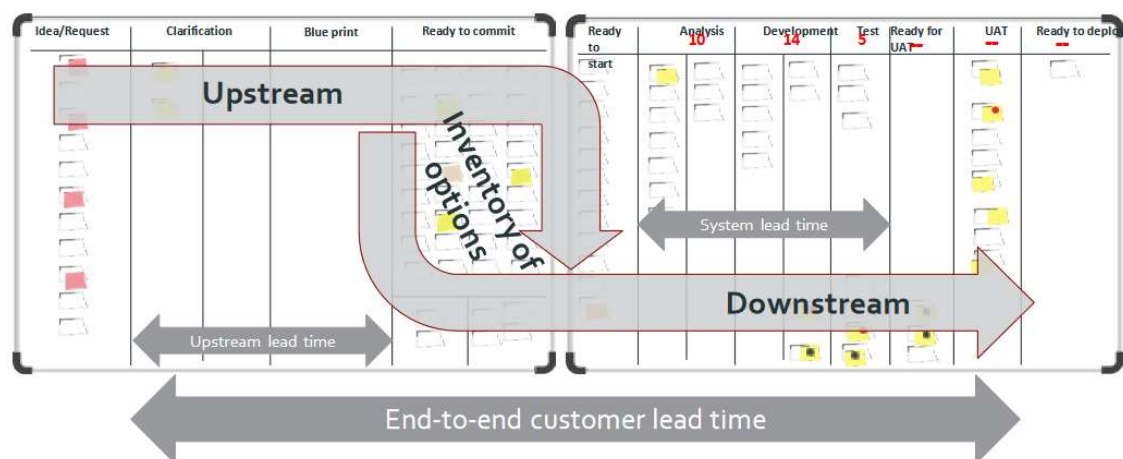 Idea/Request
Clarification
Blue print
Ready to commit
Ready
to
start
Analysis
10
Development
14
Test
5
Ready for
UAT
--
UAT
--
Ready to deplo
--
Upstream
Inventory of
options
System lead time
Downstream
Upstream lead time
End-to-end customer lead time